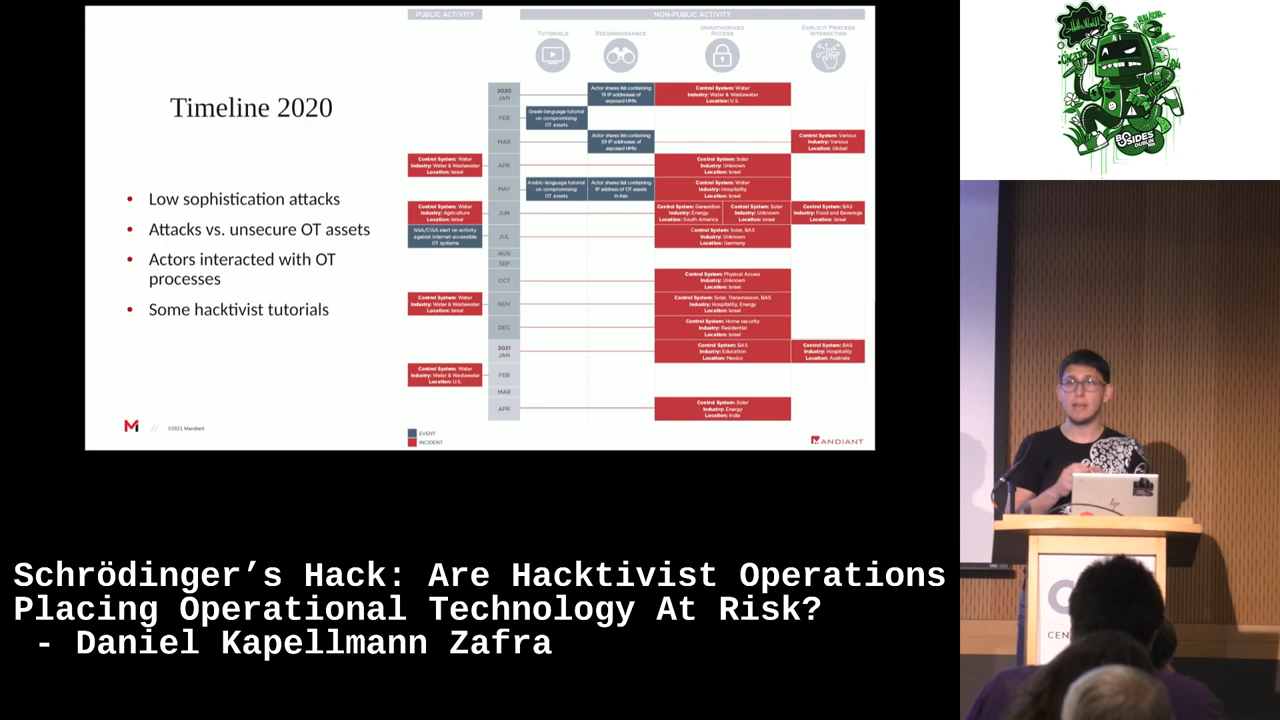 PUBLIC ACTIVITY
NON-PUBLIC ACTIVITY
TUTORIALS
RECONNAISSANCE
UNAUTHORIZED
ACCESS
EXPLICIT PROCESS
INTERACTION
Timeline 2020
• Low sophistication attacks
• Attacks vs. unsecure OT assets
• Actors interacted with OT
processes
• Some hacktivist tutorials
2020
JAN
Actor shares list containing
19 IP addresses of
exposed HMIs
Control System: Water
Industry: Water & Wastewater
Location: U.S.
FEB
Greek-language tutorial
on compromising
OT assets
MAR
Actor shares list containing
59 IP addresses of
exposed HMIs
Control System: Various
Industry: Various
Location: Global
Control System: Water
Industry: Water & Wastewater
Location: Israel
APR
Control System: Solar
Industry: Unknown
Location: Israel
MAY
Arabic-language tutorial
on compromising
OT assets
Actor shares list containing
IP address of OT assets
in Iran
Control System: Water
Industry: Hospitality
Location: Israel
Control System: Water
Industry: Agriculture
Location: Israel
JUN
Control System: Generation
Industry: Energy
Location: South America
Control System: Solar
Industry: Unknown
Location: Israel
Control System: BAS
Industry: Food and Beverage
Location: Israel
NSA/CISA alert on activity
against internet-accessible
OT systems
JUL
Control System: Solar, BAS
Industry: Unknown
Location: Germany
AUG
SEP
OCT
Control System: Physical Access
Industry: Unknown
Location: Israel
Control System: Water
Industry: Water & Wastewater
Location: Israel
NOV
Control System: Solar, Transmission, BAS
Industry: Hospitality, Energy
Location: Israel
DEC
Control System: Home security
Industry: Residential
Location: Israel
2021
JAN
Control System: BAS
Industry: Education
Location: Mexico
Control System: BAS
Industry: Hospitality
Location: Australia
Control System: Water
Industry: Water & Wastewater
Location: U.S.
FEB
MAR
APR
Control System: Solar
Industry: Energy
Location: India
M // ©2021 Mandiant
EVENT
INCIDENT
MANDIANT
BSIDES
DUBLIN
hp
CEN
Schrödinger’s Hack: Are Hacktivist Operations
Placing Operational Technology At Risk?
- Daniel Kapellmann Zafra